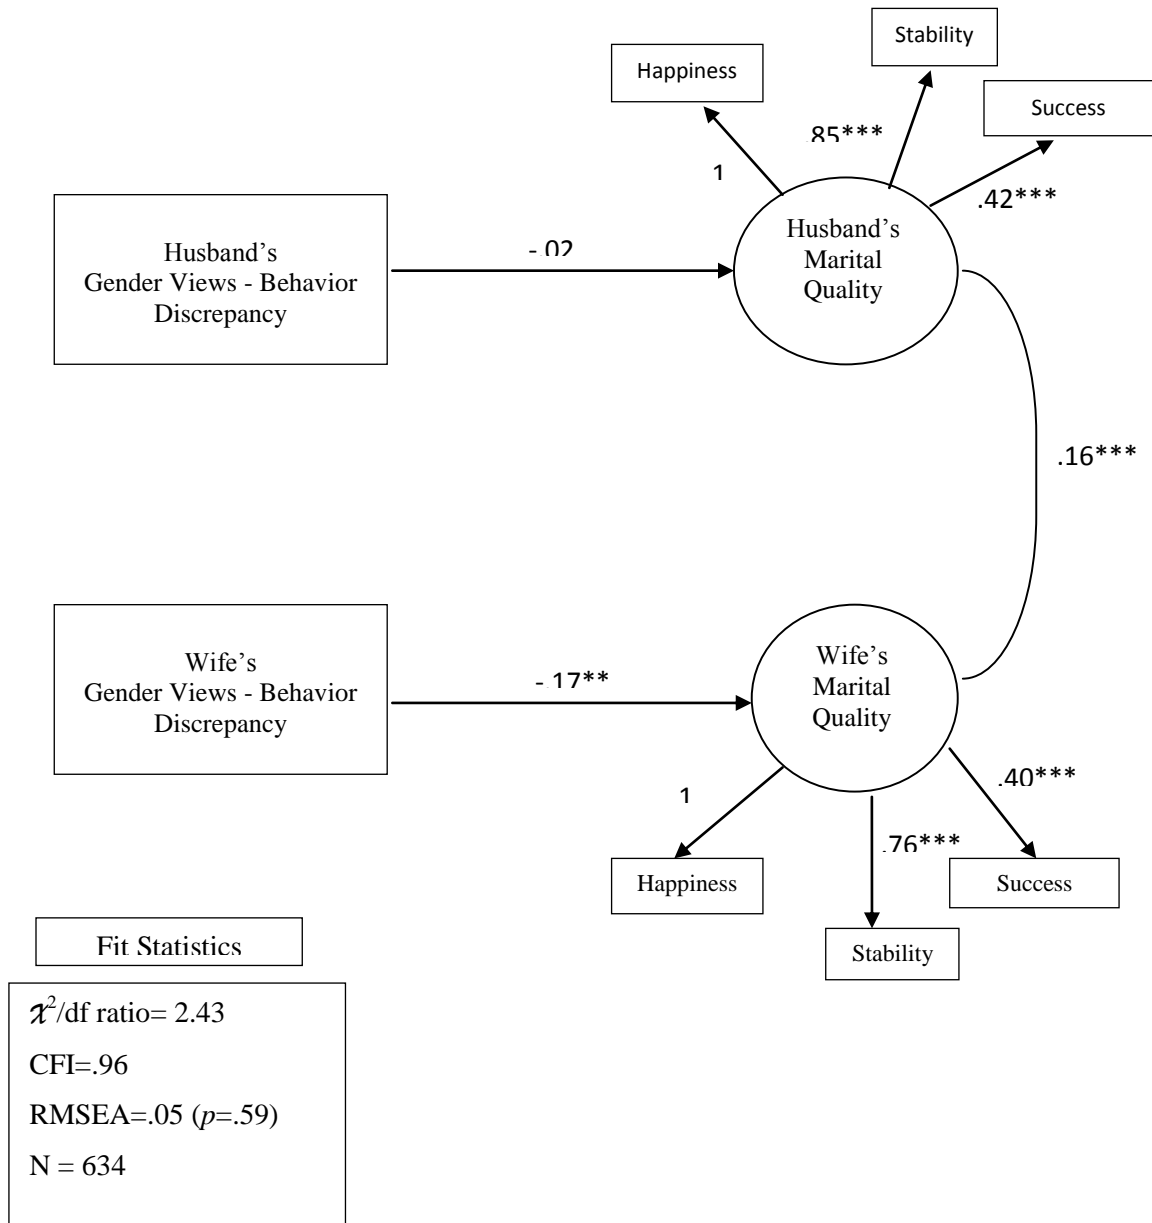 Stability
Happiness
Success
.85***
1
.42***
Husband's
Gender Views - Behavior
Discrepancy
-.02
Husband's
Marital
Quality
.16***
Wife's
Gender Views - Behavior
Discrepancy
-.17**
Wife's
Marital
Quality
1
.76***
.40***
Happiness
Stability
Success
Fit Statistics
𝝌²/df ratio= 2.43
CFI=.96
RMSEA=.05 (p=.59)
N = 634